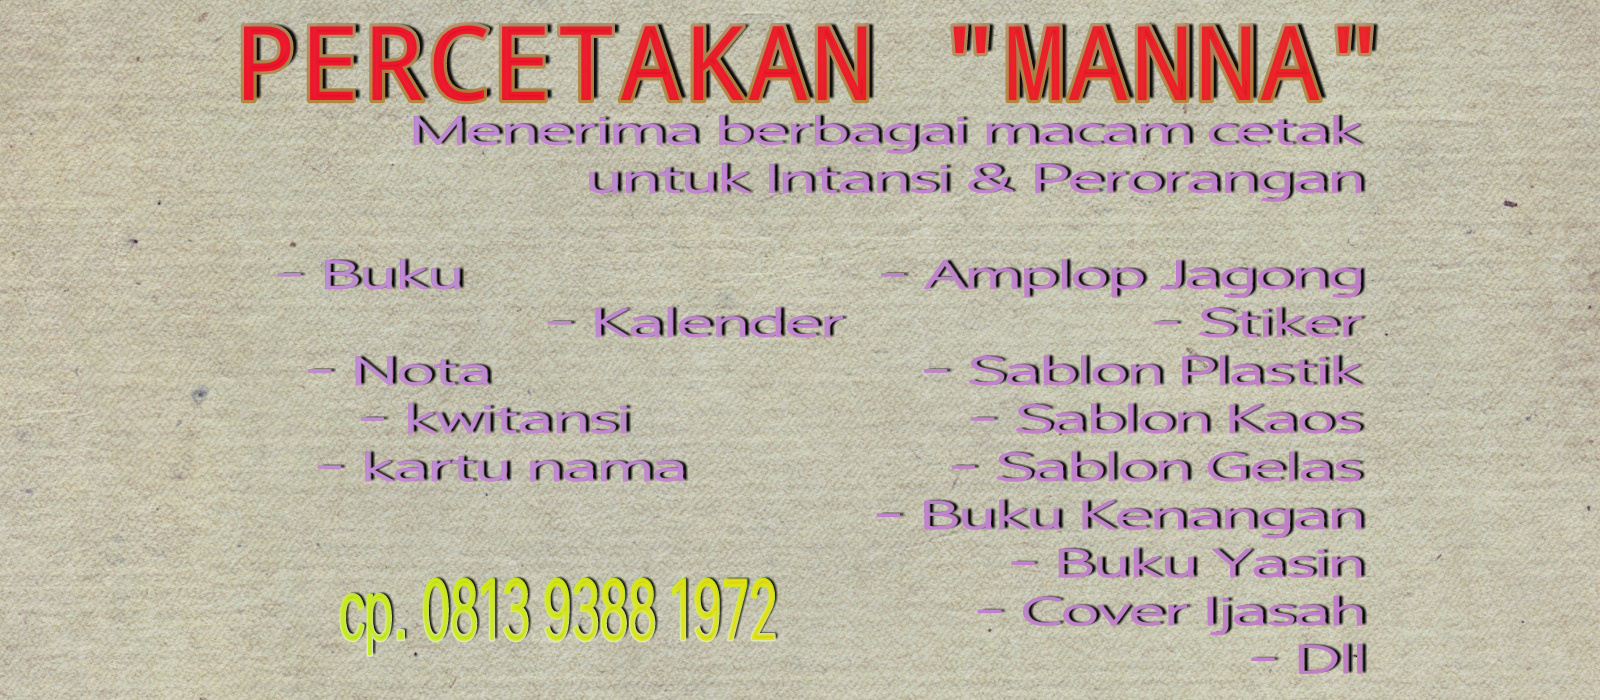 PERCETAKAN "MANNA"
Menerima berbagai macam cetak
untuk Intansi & Perorangan
- Buku - Amplop Jagong
- Kalender - Stiker
- Nota - Sablon Plastik
- kwitansi - Sablon Kaos
- kartu nama - Sablon Gelas
- Buku Kenangan
- Buku Yasin
- Cover Ijasah
- Dll
cp. 0813 9388 1972